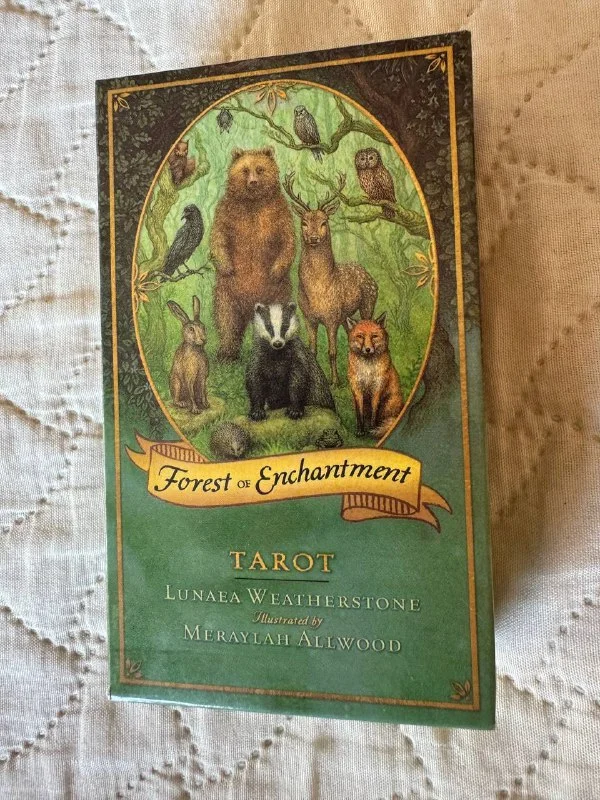 Forest OF Enchantment
TAROT
LUNAEA WEATHERSTONE
Illustrated by
MERAYLAH ALLWOOD